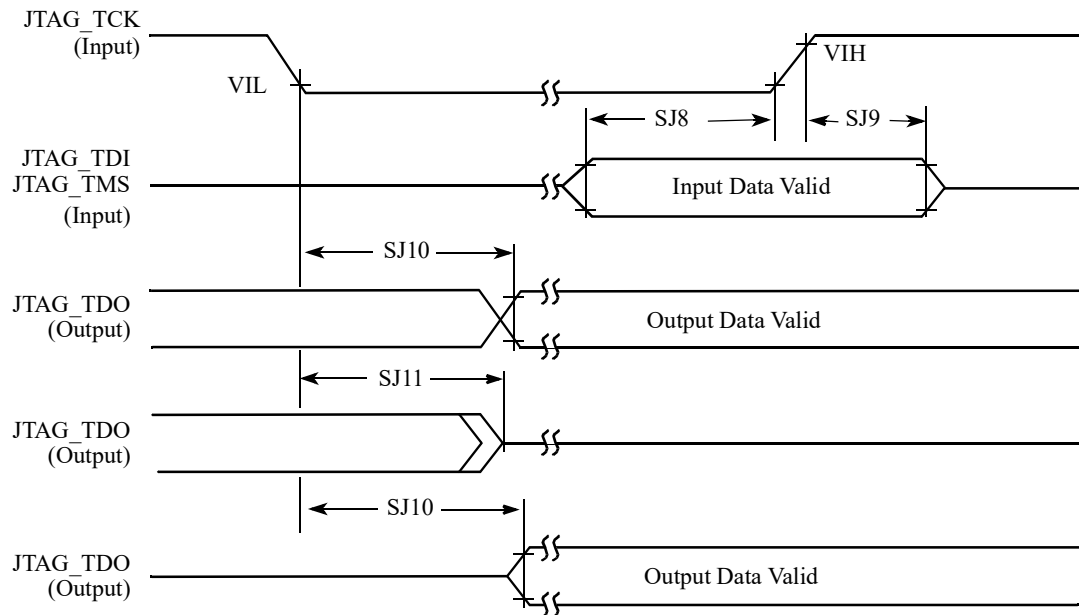 JTAG_TCK
(Input)
VIL
VIH
SJ8
SJ9
JTAG_TDI
JTAG_TMS
(Input)
Input Data Valid
SJ10
JTAG_TDO
(Output)
Output Data Valid
SJ11
JTAG_TDO
(Output)
SJ10
JTAG_TDO
(Output)
Output Data Valid